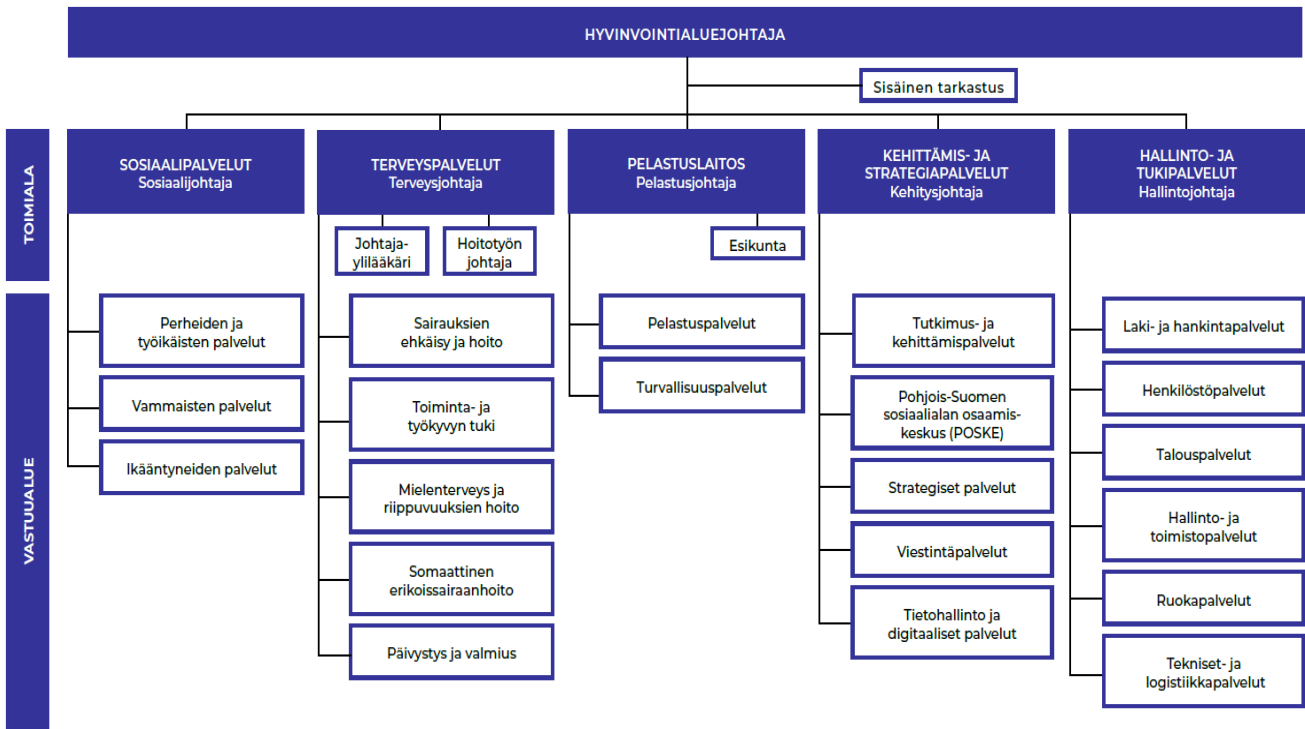 HYVINVOINTIALUEJOHTAJA
Sisäinen tarkastus
TOIMIALA
SOSIAALIPALVELUT
Sosiaalijohtaja
TERVEYSPALVELUT
Terveysjohtaja
PELASTUSLAITOS
Pelastusjohtaja
KEHITTÄMIS- JA
STRATEGIAPALVELUT
Kehitysjohtaja
HALLINTO- JA
TUKIPALVELUT
Hallintojohtaja
Johtaja-
ylilääkäri
Hoitotyön
johtaja
Esikunta
VASTUUALUE
Perheiden ja
työikäisten palvelut
Vammaisten palvelut
Ikääntyneiden palvelut
Sairauksien
ehkäisy ja hoito
Toiminta- ja
työkyvyn tuki
Mielenterveys ja
riippuvuuksien hoito
Somaattinen
erikoissairaanhoito
Päivystys ja valmius
Pelastuspalvelut
Turvallisuuspalvelut
Tutkimus- ja
kehittämispalvelut
Pohjois-Suomen
sosiaalialan osaamis-
keskus (POSKE)
Strategiset palvelut
Viestintäpalvelut
Tietohallinto ja
digitaaliset palvelut
Laki- ja hankintapalvelut
Henkilöstöpalvelut
Talouspalvelut
Hallinto- ja
toimistopalvelut
Ruokapalvelut
Tekniset- ja
logistiikkapalvelut